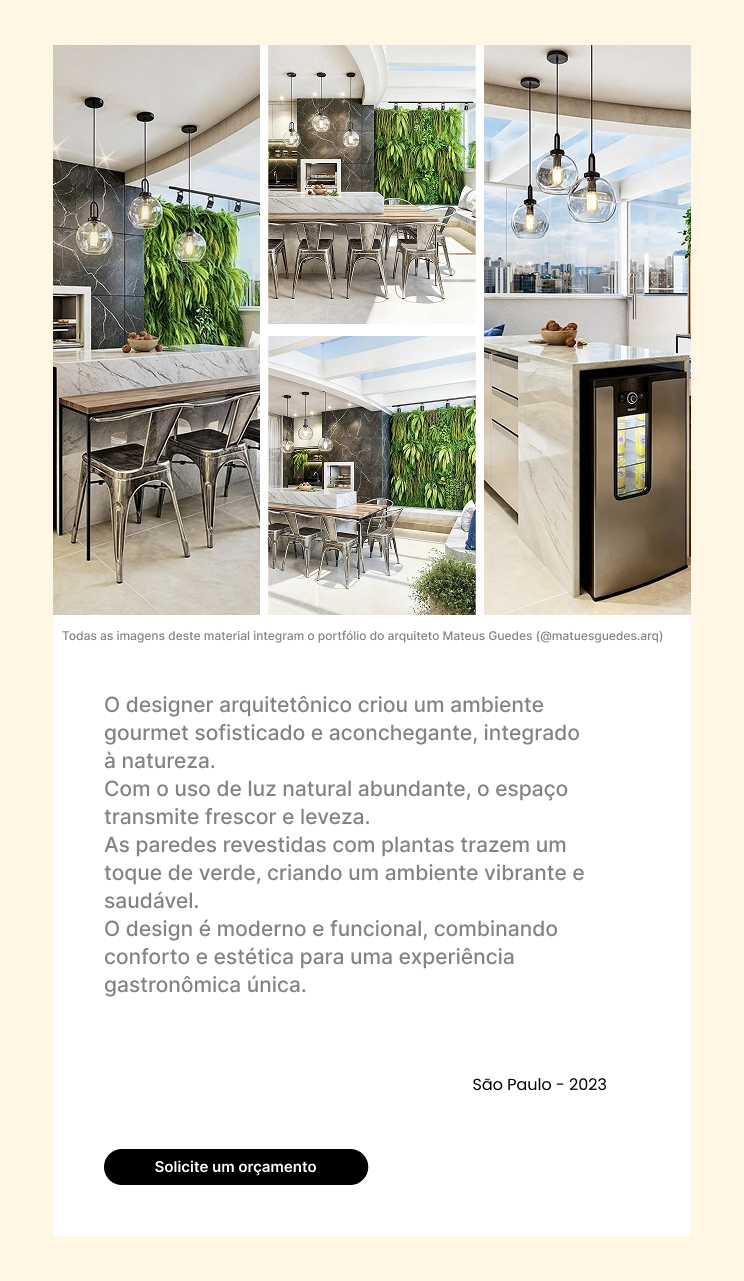 Todas as imagens deste material integram o portfólio do arquiteto Mateus Guedes (@matuesguedes.arq)
O designer arquitetônico criou um ambiente
gourmet sofisticado e aconchegante, integrado
à natureza.
Com o uso de luz natural abundante, o espaço
transmite frescor e leveza.
As paredes revestidas com plantas trazem um
toque de verde, criando um ambiente vibrante e
saudável.
O design é moderno e funcional, combinando
conforto e estética para uma experiência
gastronômica única.
São Paulo - 2023
Solicite um orçamento